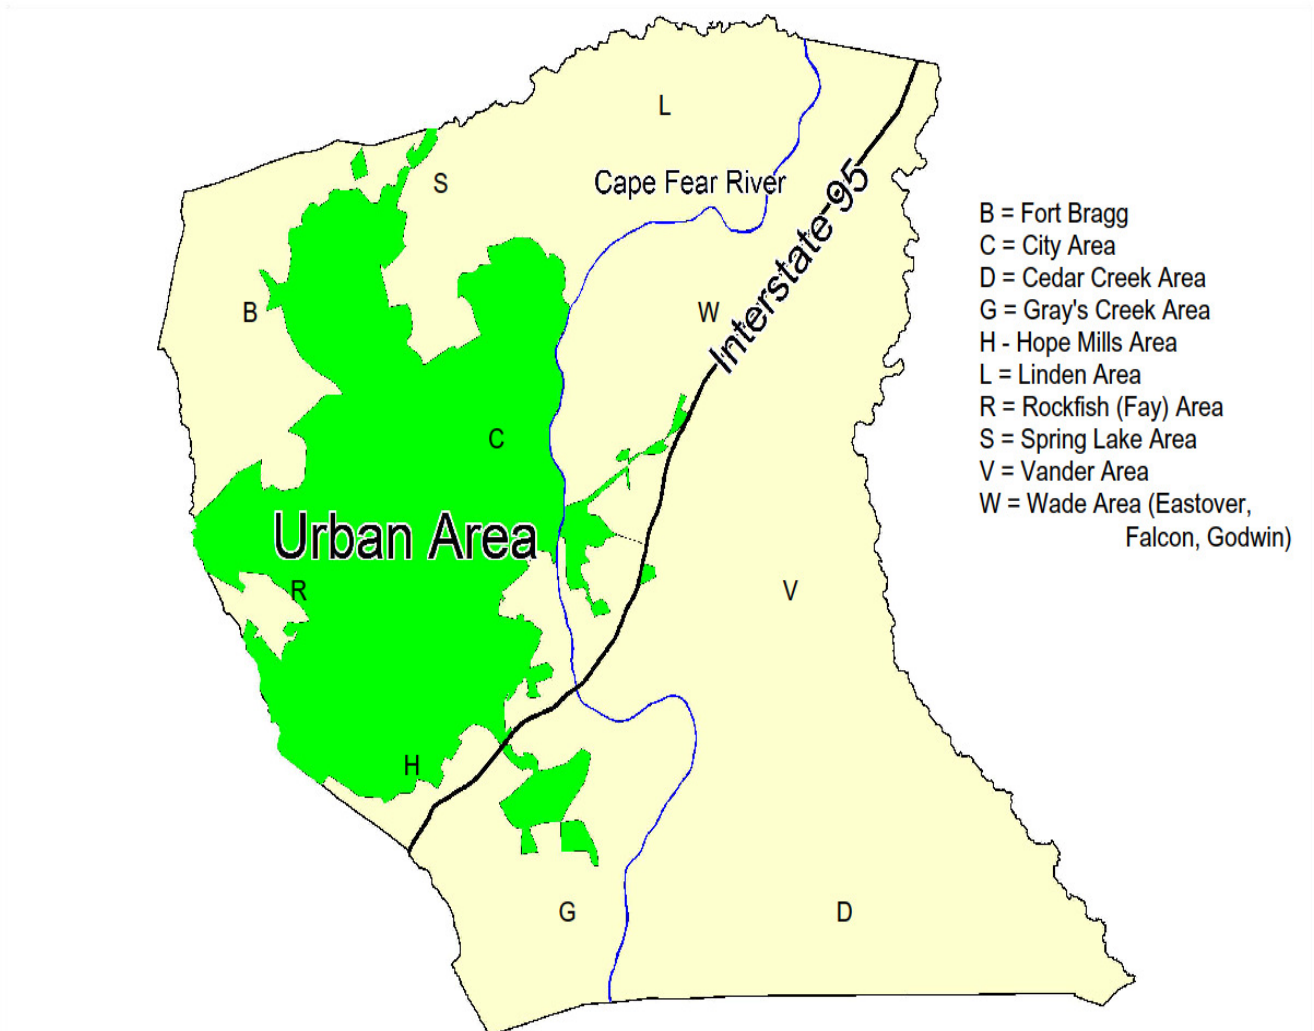 L
S
Cape Fear River
Interstate-95
B = Fort Bragg
C = City Area
D = Cedar Creek Area
G = Gray's Creek Area
H - Hope Mills Area
L = Linden Area
R = Rockfish (Fay) Area
S = Spring Lake Area
V = Vander Area
W = Wade Area (Eastover,
Falcon, Godwin)
B
W
C
Urban Area
R
V
H
G
D